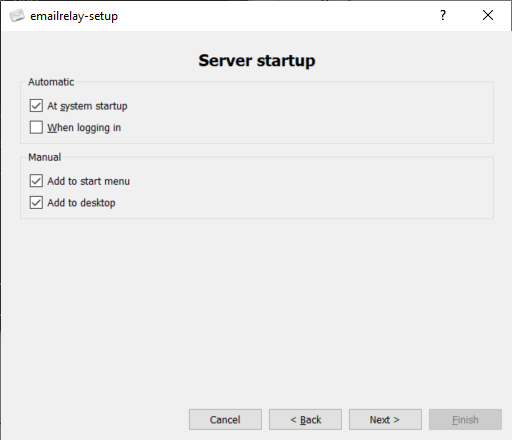 emailrelay-setup
?
Server startup
Automatic
At system startup
When logging in
Manual
Add to start menu
Add to desktop
Cancel
< Back
Next >
Finish